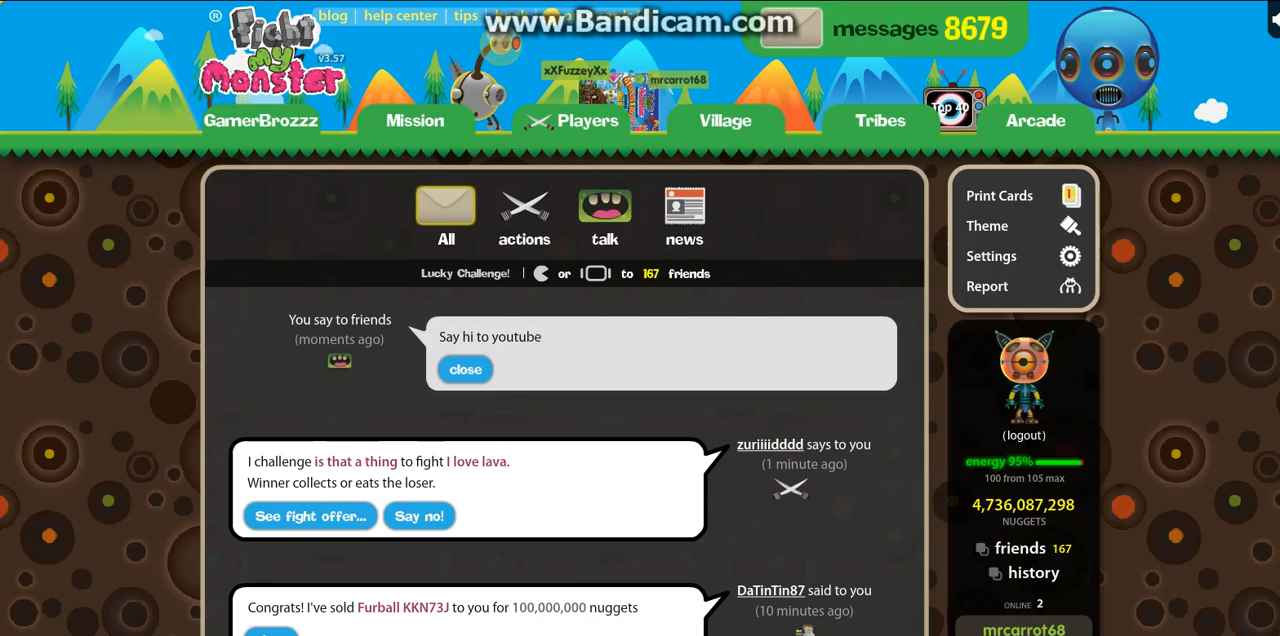 www.Bandicam.com
® blog | help center | tips
Fight My Monster v3.57
messages 8679
xXFuzzeyXx
mrcarrot68
Top 40
GamerBrozzz Mission Players Village Tribes Arcade
All actions talk news
Lucky Challenge! | or to 167 friends
You say to friends
(moments ago)
Say hi to youtube
close
I challenge is that a thing to fight I love lava.
Winner collects or eats the loser.
See fight offer... Say no!
zuriiiidddd says to you
(1 minute ago)
Congrats! I've sold Furball KKN73J to you for 100,000,000 nuggets
DaTinTin87 said to you
(10 minutes ago)
Print Cards 1
Theme
Settings
Report
(logout)
energy 95%
100 from 105 max
4,736,087,298
NUGGETS
friends 167
history
ONLINE 2
mrcarrot68